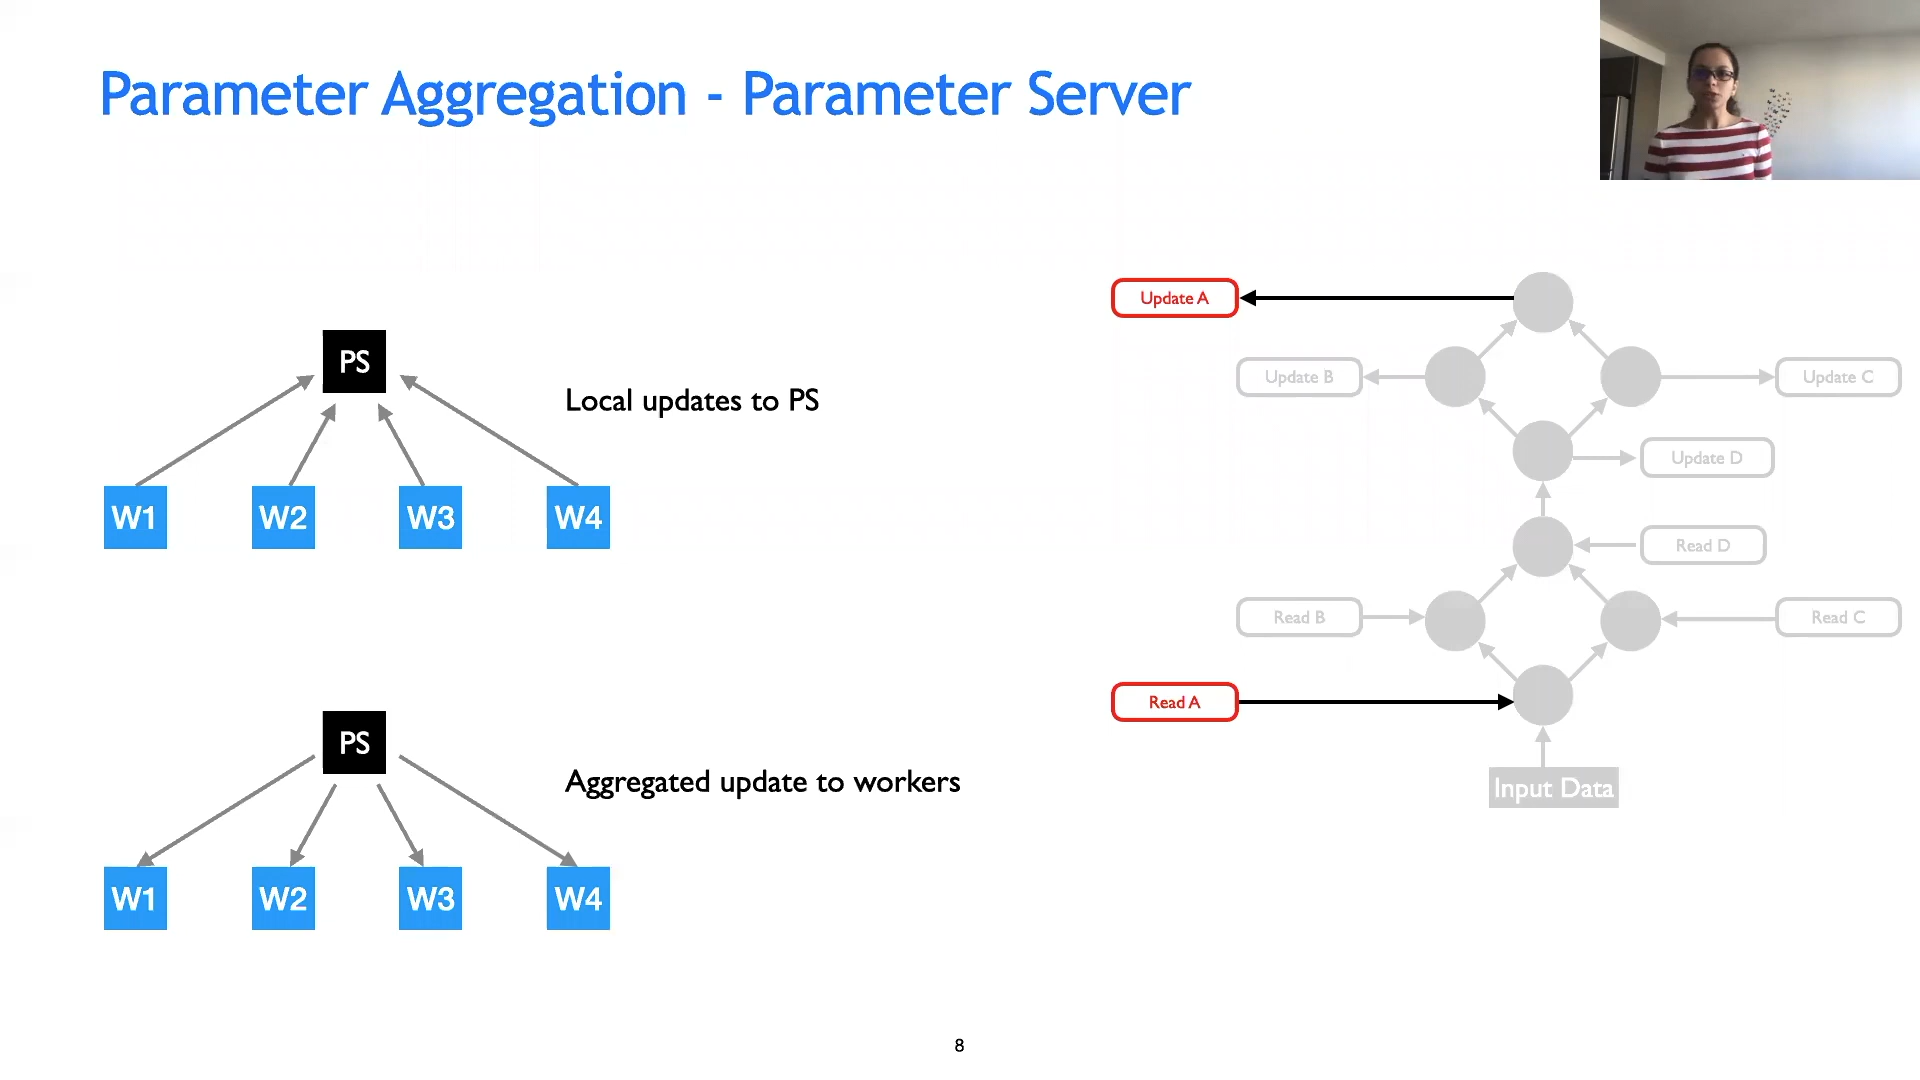 Parameter Aggregation - Parameter Server
PS
Local updates to PS
W1 W2 W3 W4
PS
Aggregated update to workers
W1 W2 W3 W4
Update A
Update B
Update C
Update D
Read D
Read B
Read C
Read A
Input Data
8